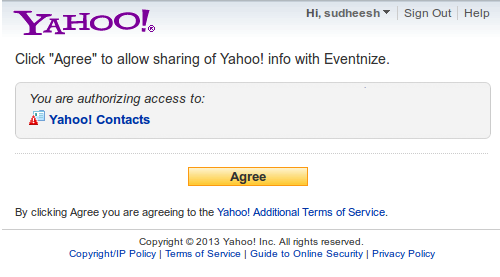 YAHOO!®
Hi, sudheesh | Sign Out | Help
Click "Agree" to allow sharing of Yahoo! info with Eventnize.
You are authorizing access to:
Yahoo! Contacts
Agree
By clicking Agree you are agreeing to the Yahoo! Additional Terms of Service.
Copyright © 2013 Yahoo! Inc. All rights reserved.
Copyright/IP Policy | Terms of Service | Guide to Online Security | Privacy Policy